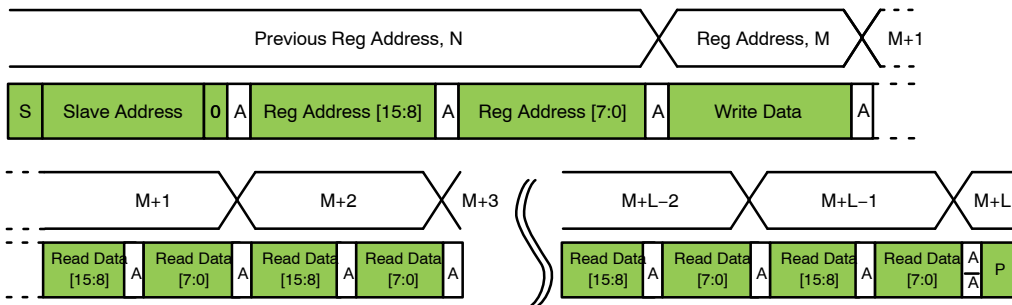 Previous Reg Address, N Reg Address, M M+1
S Slave Address 0 A Reg Address [15:8] A Reg Address [7:0] A Write Data A
M+1 M+2 M+3 M+L−2 M+L−1 M+L
Read Data [15:8] A Read Data [7:0] A Read Data [15:8] A Read Data [7:0] A Read Data [15:8] A Read Data [7:0] A Read Data [15:8] A Read Data [7:0] A A P